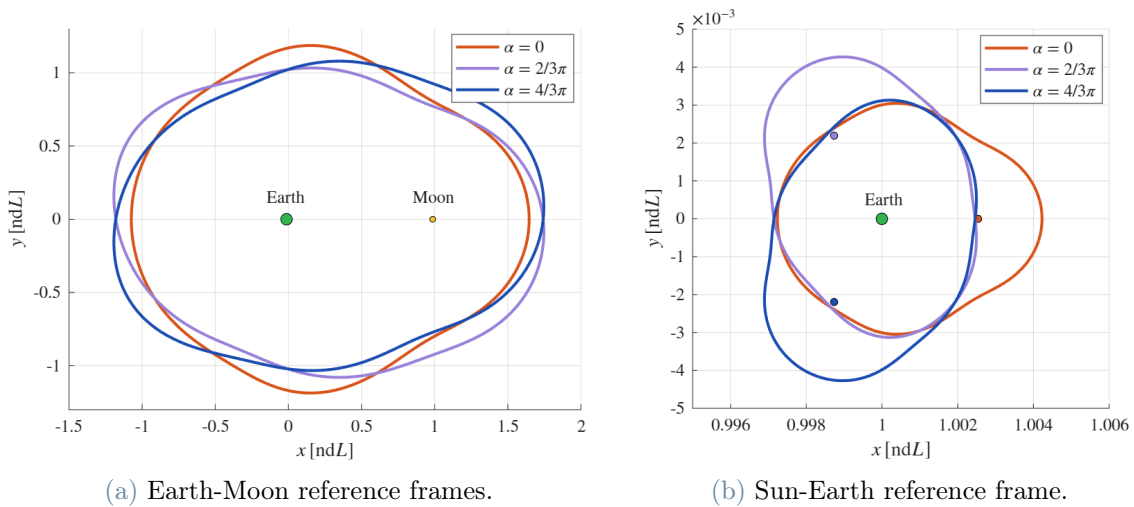 α = 0
α = 2/3π
α = 4/3π
1
0.5
0
-0.5
-1
y [ndL]
Earth
Moon
-1.5 -1 -0.5 0 0.5 1 1.5 2
x [ndL]
(a) Earth-Moon reference frames.
×10⁻³
α = 0
α = 2/3π
α = 4/3π
5
4
3
2
1
0
-1
-2
-3
-4
-5
y [ndL]
Earth
0.996 0.998 1 1.002 1.004 1.006
x [ndL]
(b) Sun-Earth reference frame.